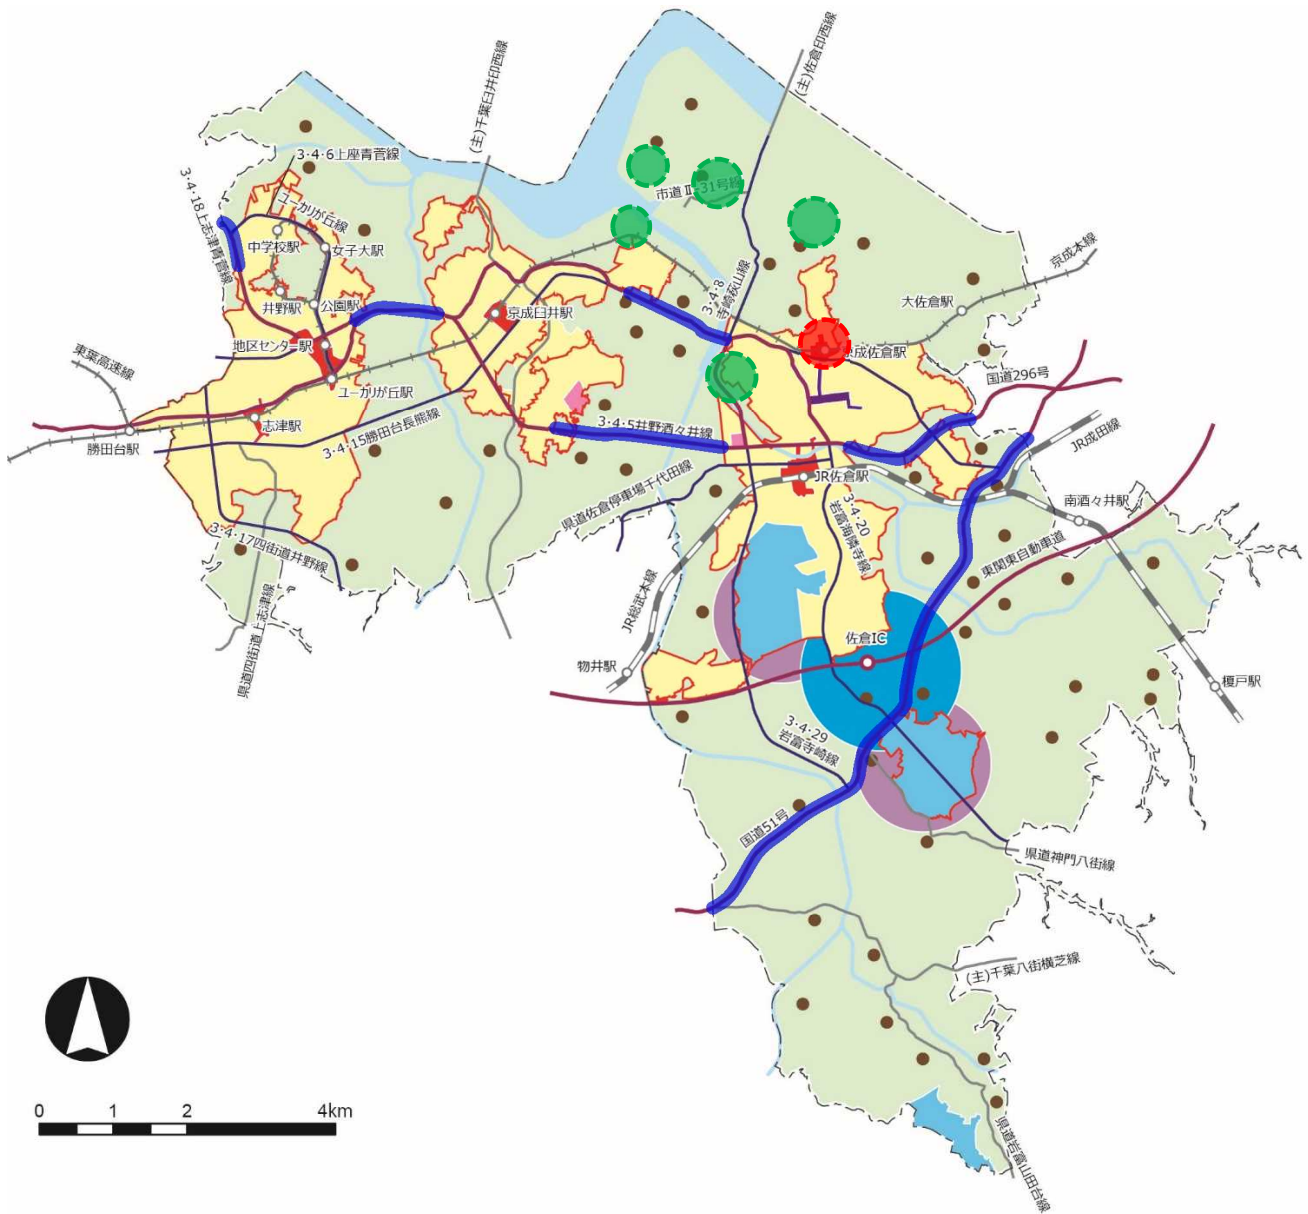 (主)千葉臼井印西線
(主)佐倉印西線
3・4・6上座青菅線
3・4・18上志津青菅線
ユーカリが丘線
市道Ⅱ-31号線
中学校駅
女子大駅
京成本線
3・4・8
寺崎萩山線
井野駅
公園駅
大佐倉駅
京成臼井駅
地区センター駅
京成佐倉駅
東葉高速線
ユーカリが丘駅
国道296号
志津駅
3・4・5井野酒々井線
勝田台駅
3・4・15勝田台長熊線
JR成田線
県道佐倉停車場千代田線
JR佐倉駅
南酒々井駅
3・4・20
岩富海隣寺線
3・4・17四街道井野線
東関東自動車道
JR総武本線
県道四街道上志津線
佐倉IC
物井駅
榎戸駅
3・4・29
岩富寺崎線
国道51号
県道神門八街線
(主)千葉八街横芝線
県道岩富山田台線
0 1 2 4km